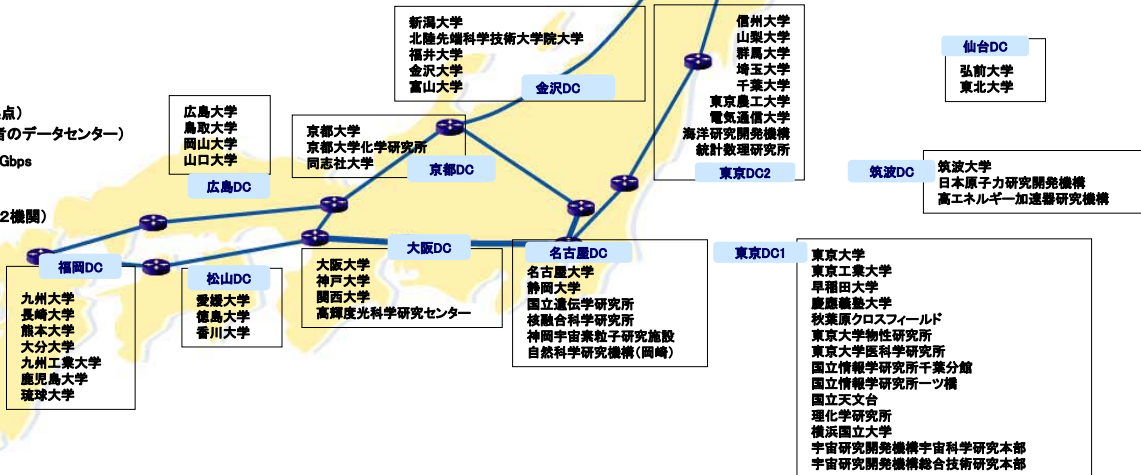 点)
者のデータセンター)
Gbps
2機関)
新潟大学
北陸先端科学技術大学院大学
福井大学
金沢大学
富山大学
金沢DC
信州大学
山梨大学
群馬大学
埼玉大学
千葉大学
東京農工大学
電気通信大学
海洋研究開発機構
統計数理研究所
東京DC2
仙台DC
弘前大学
東北大学
広島大学
鳥取大学
岡山大学
山口大学
広島DC
京都大学
京都大学化学研究所
同志社大学
京都DC
筑波DC
筑波大学
日本原子力研究開発機構
高エネルギー加速器研究機構
福岡DC
九州大学
長崎大学
熊本大学
大分大学
九州工業大学
鹿児島大学
琉球大学
松山DC
愛媛大学
徳島大学
香川大学
大阪DC
大阪大学
神戸大学
関西大学
高輝度光科学研究センター
名古屋DC
名古屋大学
静岡大学
国立遺伝学研究所
核融合科学研究所
神岡宇宙素粒子研究施設
自然科学研究機構(岡崎)
東京DC1
東京大学
東京工業大学
早稲田大学
慶應義塾大学
秋葉原クロスフィールド
東京大学物性研究所
東京大学医科学研究所
国立情報学研究所千葉分館
国立情報学研究所一ツ橋
国立天文台
理化学研究所
横浜国立大学
宇宙研究開発機構宇宙科学研究本部
宇宙研究開発機構総合技術研究本部